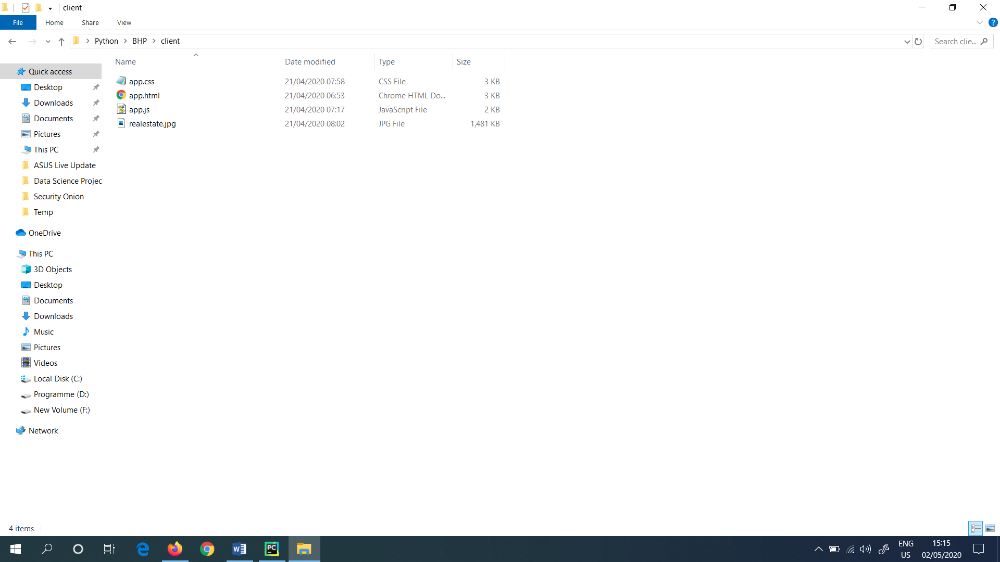 client
File Home Share View
Python BHP client
Search clie...
Name Date modified Type Size
app.css 21/04/2020 07:58 CSS File 3 KB
app.html 21/04/2020 06:53 Chrome HTML Do... 3 KB
app.js 21/04/2020 07:17 JavaScript File 2 KB
realestate.jpg 21/04/2020 08:02 JPG File 1,481 KB
Quick access
Desktop
Downloads
Documents
Pictures
This PC
ASUS Live Update
Data Science Projec
Security Onion
Temp
OneDrive
This PC
3D Objects
Desktop
Documents
Downloads
Music
Pictures
Videos
Local Disk (C:)
Programme (D:)
New Volume (F:)
Network
4 items
ENG 15:15
US 02/05/2020